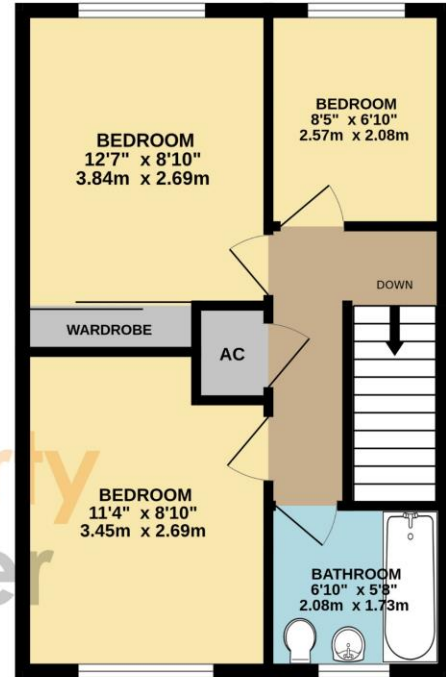 BEDROOM
12'7" x 8'10"
3.84m x 2.69m
BEDROOM
8'5" x 6'10"
2.57m x 2.08m
DOWN
WARDROBE
AC
BEDROOM
11'4" x 8'10"
3.45m x 2.69m
BATHROOM
6'10" x 5'8"
2.08m x 1.73m
rty
er